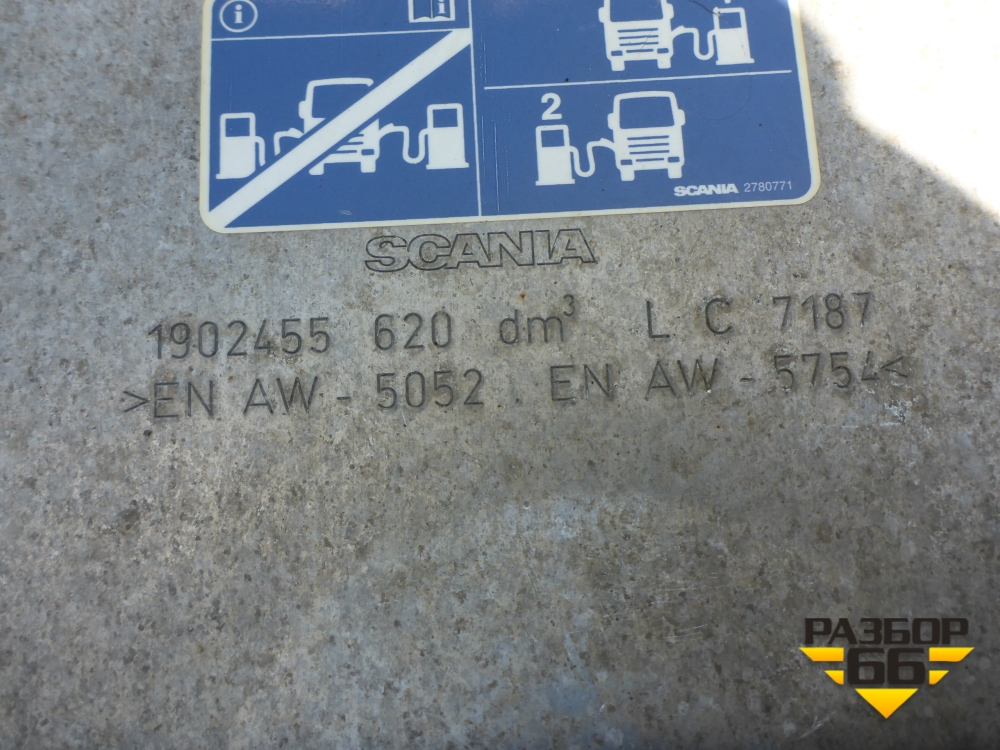 2
SCANIA 2780771
SCANIA
1902455 620 dm³ L C 7187
>EN AW - 5052 . EN AW - 5754<
РАЗБОР
66